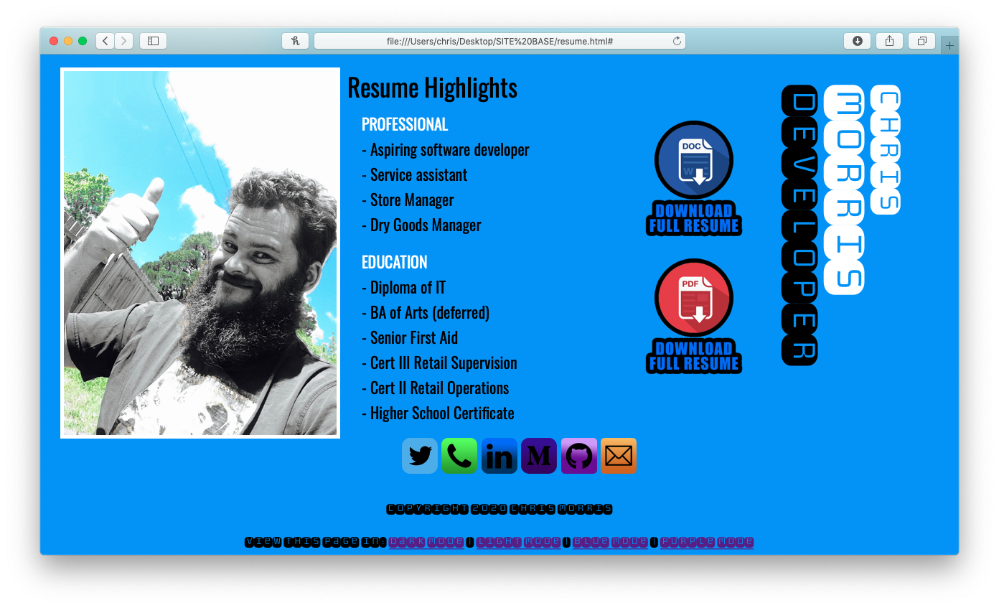 file:///Users/chris/Desktop/SITE%20BASE/resume.html#
Resume Highlights
PROFESSIONAL
- Aspiring software developer
- Service assistant
- Store Manager
- Dry Goods Manager
EDUCATION
- Diploma of IT
- BA of Arts (deferred)
- Senior First Aid
- Cert III Retail Supervision
- Cert II Retail Operations
- Higher School Certificate
DOC
DOWNLOAD
FULL RESUME
PDF
DOWNLOAD
FULL RESUME
CHRIS
MORRIS
DEVELOPER
in
M
COPYRIGHT 2020 CHRIS MORRIS
View this page in: Dark Mode | Light Mode | Blue Mode | Purple Mode